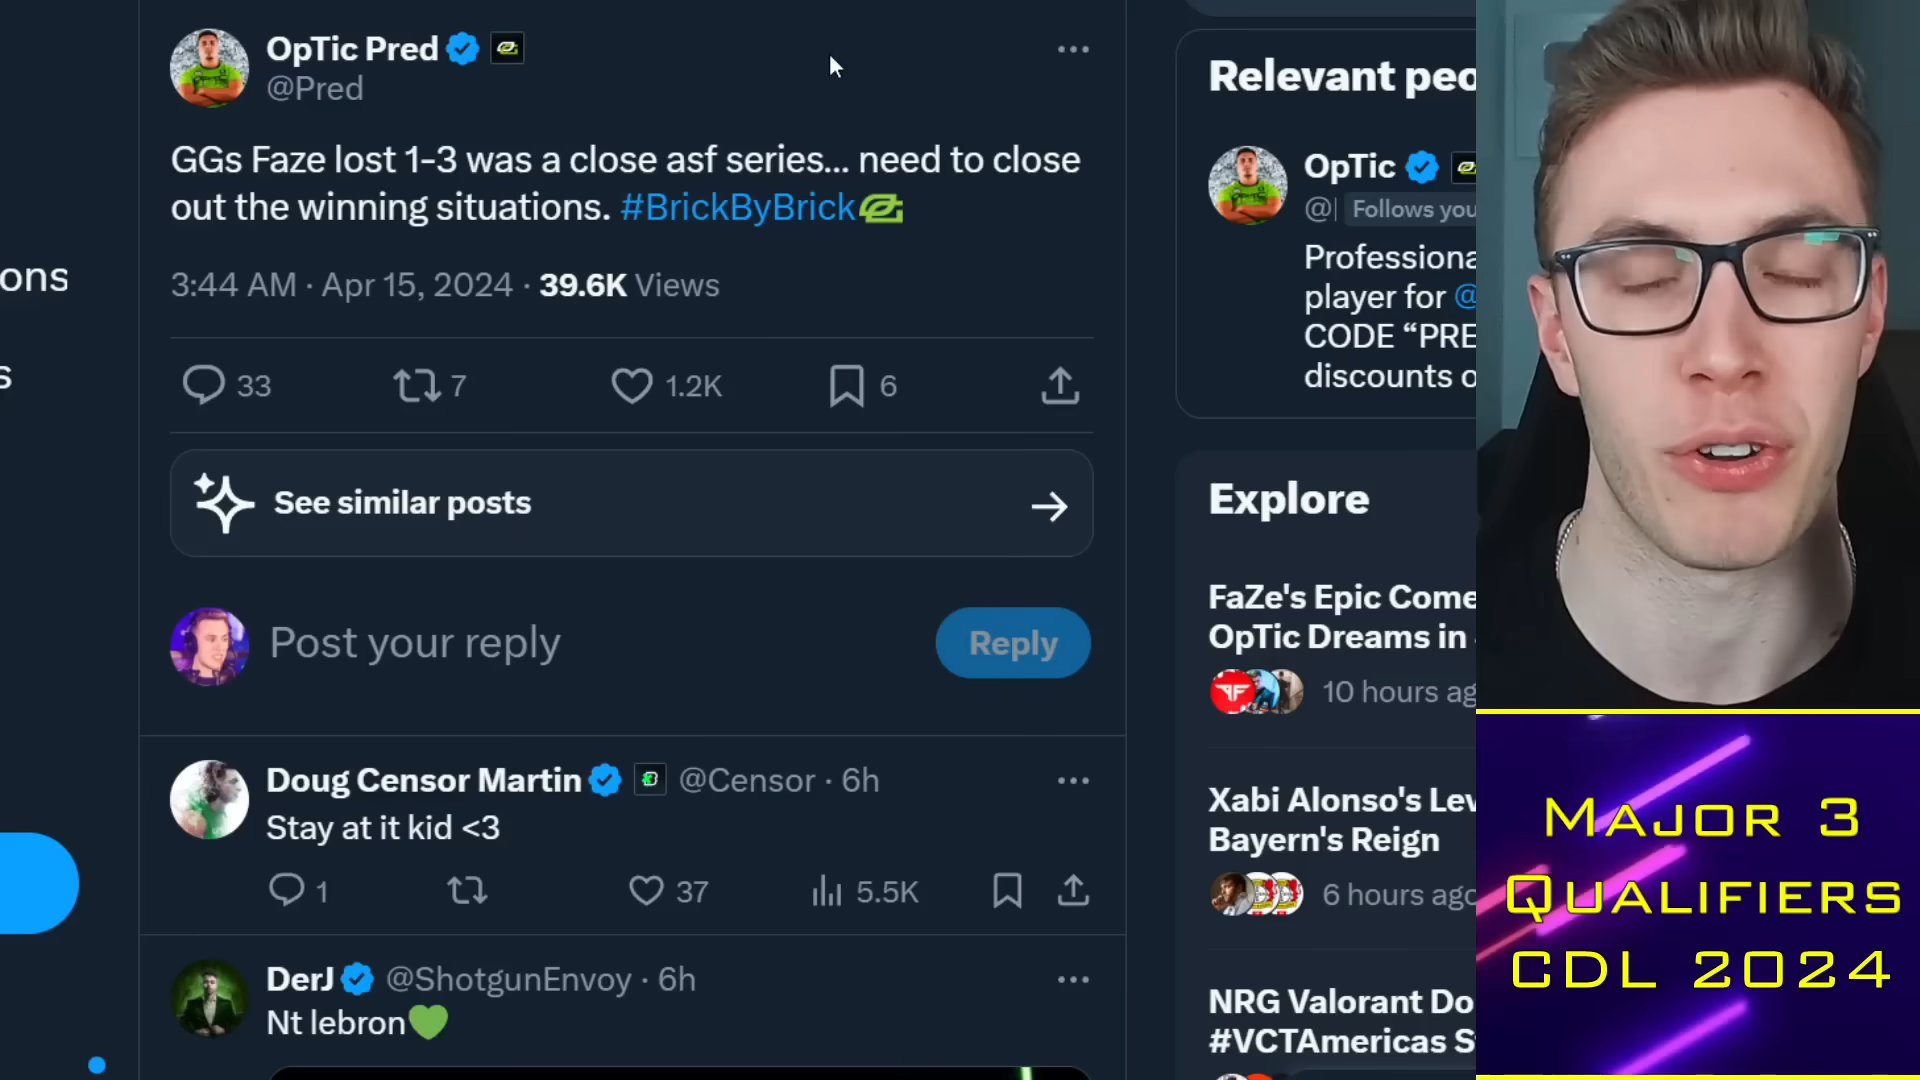 ons
s
OpTic Pred
@Pred
GGs Faze lost 1-3 was a close asf series... need to close
out the winning situations. #BrickByBrick
3:44 AM · Apr 15, 2024 · 39.6K Views
33
7
1.2K
6
See similar posts
Post your reply
Reply
Doug Censor Martin @Censor · 6h
Stay at it kid <3
1
37
5.5K
DerJ @ShotgunEnvoy · 6h
Nt lebron💚
Relevant peo
OpTic
@
Follows you
Professiona
player for @
CODE “PRE
discounts o
Explore
FaZe's Epic Come
OpTic Dreams in
10 hours ag
Xabi Alonso's Lev
Bayern's Reign
6 hours ago
NRG Valorant Do
#VCTAmericas S
Major 3
Qualifiers
CDL 2024